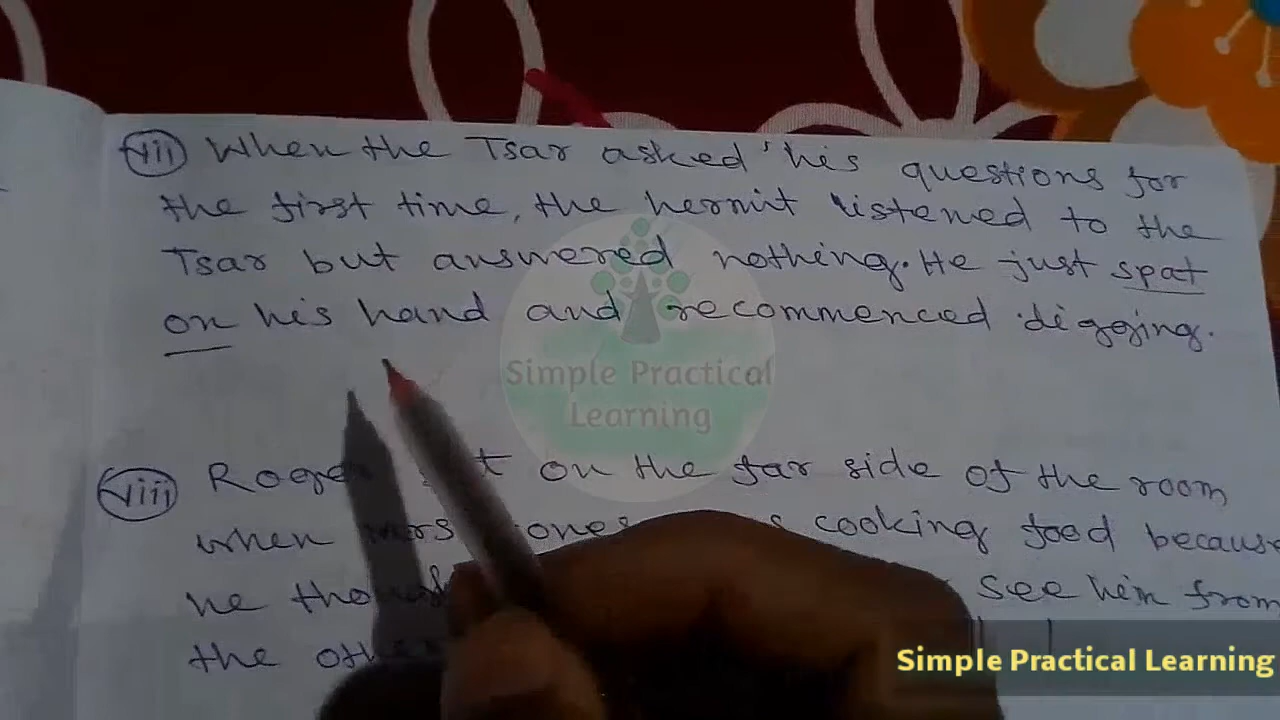 vii When the Tsar asked his questions for
the first time, the hermit listened to the
Tsar but answered nothing. He just spat
on his hand and recommenced digging.
Simple Practical
Learning
viii on the far side of the room
when cooking food because
he see him from
the
Simple Practical Learning